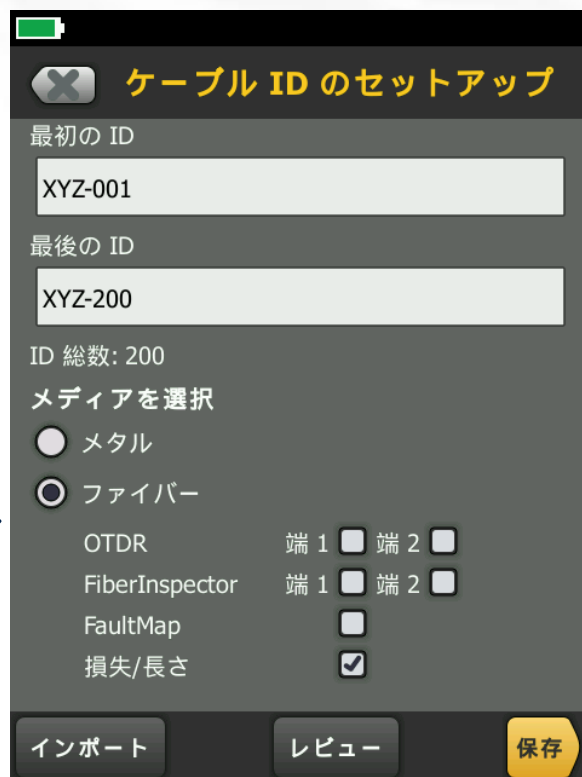 ケーブル ID のセットアップ
最初の ID
XYZ-001
最後の ID
XYZ-200
ID 総数: 200
メディアを選択
メタル
ファイバー
OTDR 端 1 端 2
FiberInspector 端 1 端 2
FaultMap
損失/長さ
インポート レビュー 保存